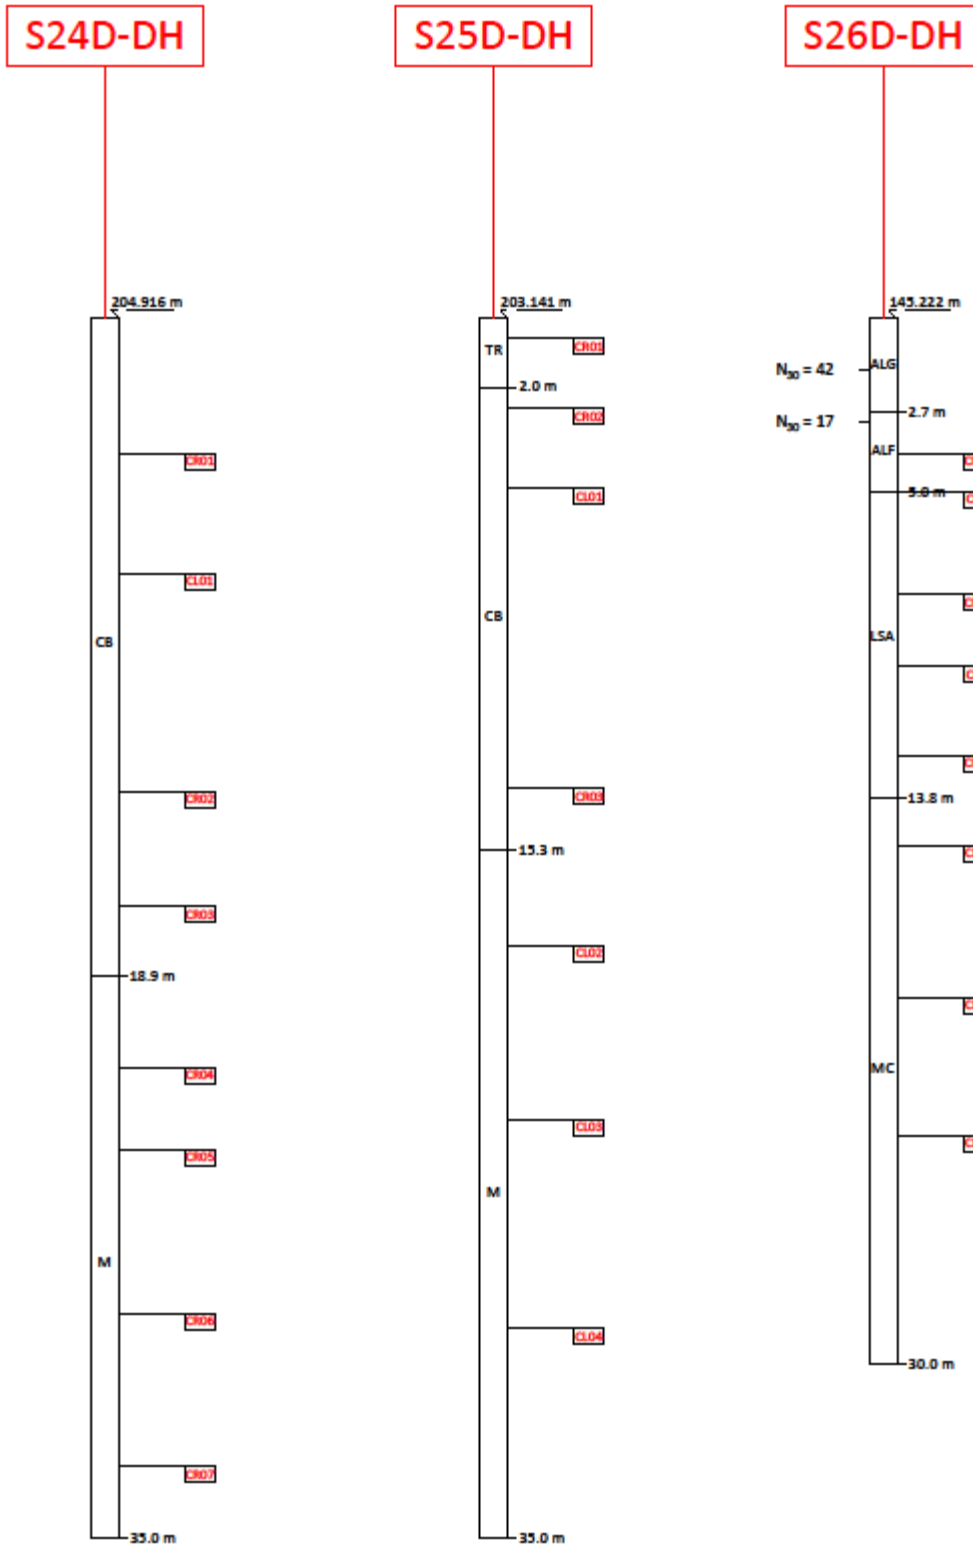 S24D-DH
204.916 m
CR01
CL01
CB
CR02
CR03
18.9 m
CR04
CR05
M
CR06
CR07
35.0 m
S25D-DH
203.141 m
TR
CR01
2.0 m
CR02
CL01
CB
CR03
15.3 m
CL02
CL03
M
CL04
35.0 m
S26D-DH
145.222 m
N30 = 42
ALG
2.7 m
N30 = 17
ALF
5.0 m
LSA
13.8 m
MC
30.0 m